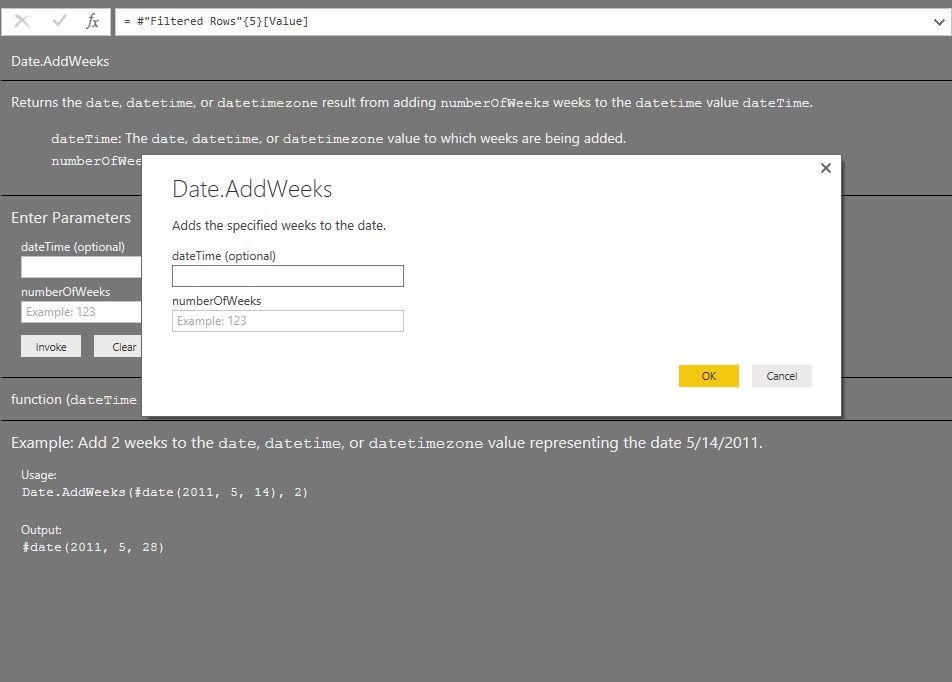 fx
= #"Filtered Rows"{5}[Value]
Date.AddWeeks
Returns the date, datetime, or datetimezone result from adding numberOfWeeks weeks to the datetime value dateTime.
dateTime: The date, datetime, or datetimezone value to which weeks are being added.
numberOfWee
Enter Parameters
dateTime (optional)
numberOfWeeks
Example: 123
Invoke Clear
function (dateTime
Date.AddWeeks
Adds the specified weeks to the date.
dateTime (optional)
numberOfWeeks
Example: 123
OK Cancel
Example: Add 2 weeks to the date, datetime, or datetimezone value representing the date 5/14/2011.
Usage:
Date.AddWeeks(#date(2011, 5, 14), 2)
Output:
#date(2011, 5, 28)